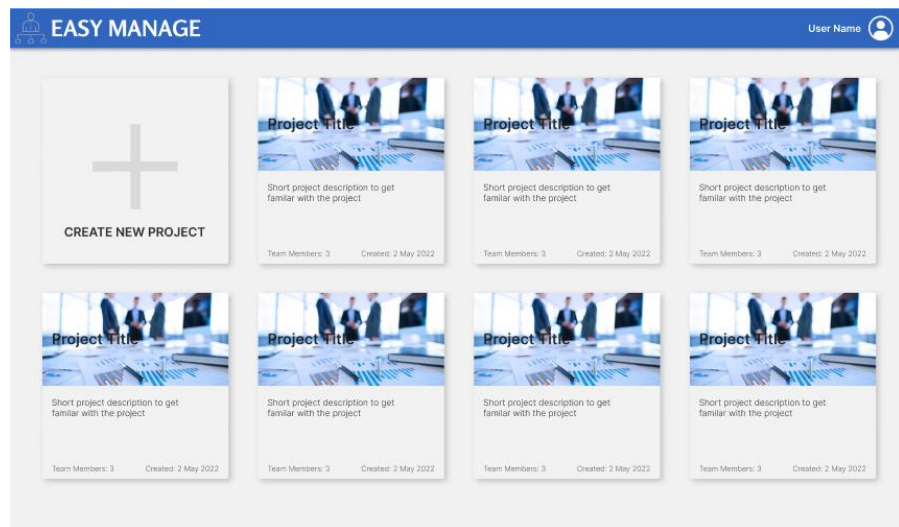 EASY MANAGE
User Name
CREATE NEW PROJECT
Project Title
Short project description to get
familar with the project
Team Members: 3 Created: 2 May 2022
Project Title
Short project description to get
familar with the project
Team Members: 3 Created: 2 May 2022
Project Title
Short project description to get
familar with the project
Team Members: 3 Created: 2 May 2022
Project Title
Short project description to get
familar with the project
Team Members: 3 Created: 2 May 2022
Project Title
Short project description to get
familar with the project
Team Members: 3 Created: 2 May 2022
Project Title
Short project description to get
familar with the project
Team Members: 3 Created: 2 May 2022
Project Title
Short project description to get
familar with the project
Team Members: 3 Created: 2 May 2022